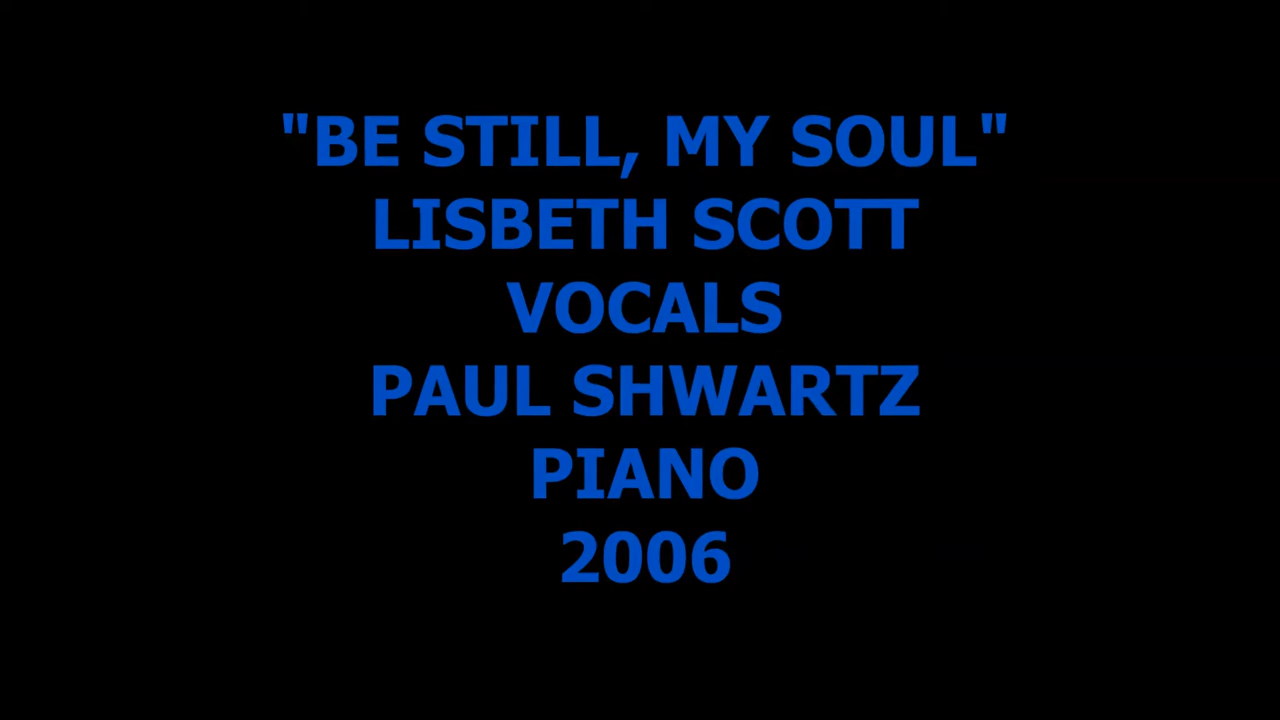 "BE STILL, MY SOUL"
LISBETH SCOTT
VOCALS
PAUL SHWARTZ
PIANO
2006